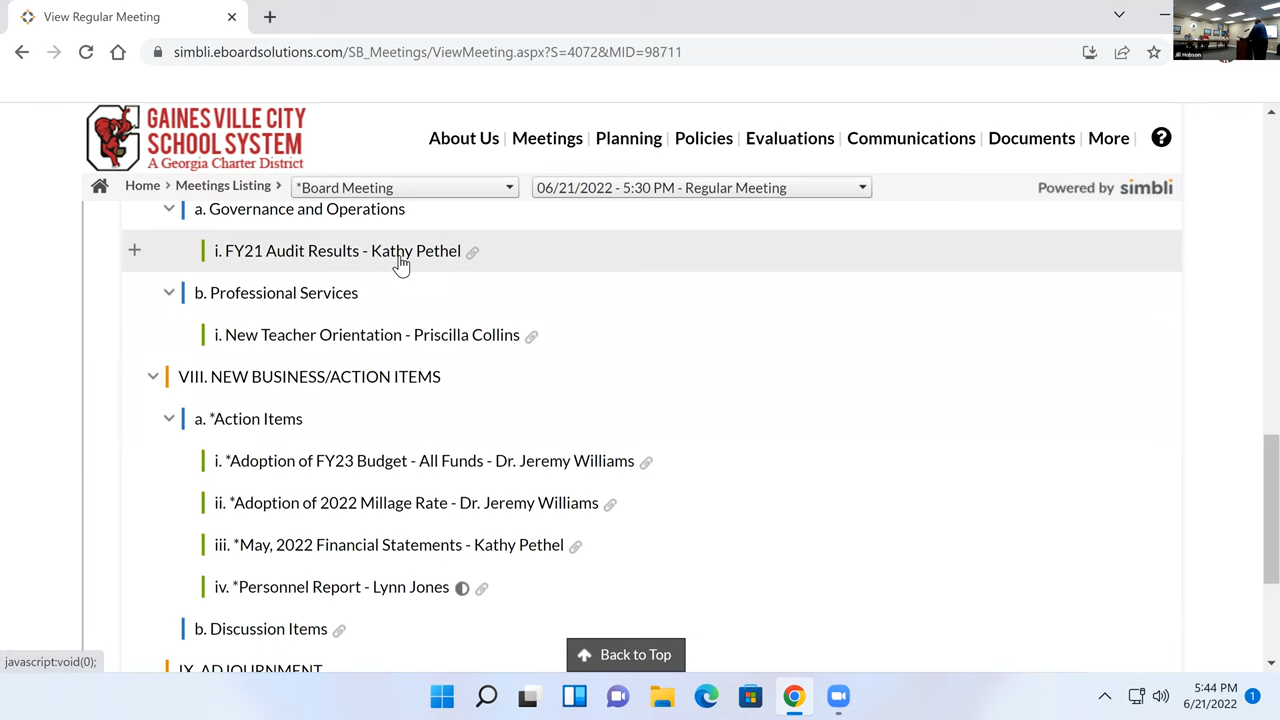 View Regular Meeting
simbli.eboardsolutions.com/SB_Meetings/ViewMeeting.aspx?S=4072&MID=98711
Jill Hobson
GAINESVILLE CITY
SCHOOL SYSTEM
A Georgia Charter District
About Us | Meetings | Planning | Policies | Evaluations | Communications | Documents | More | ?
Home > Meetings Listing > *Board Meeting 06/21/2022 - 5:30 PM - Regular Meeting Powered by simbli
a. Governance and Operations
i. FY21 Audit Results - Kathy Pethel
b. Professional Services
i. New Teacher Orientation - Priscilla Collins
VIII. NEW BUSINESS/ACTION ITEMS
a. *Action Items
i. *Adoption of FY23 Budget - All Funds - Dr. Jeremy Williams
ii. *Adoption of 2022 Millage Rate - Dr. Jeremy Williams
iii. *May, 2022 Financial Statements - Kathy Pethel
iv. *Personnel Report - Lynn Jones
b. Discussion Items
Back to Top
javascript:void(0);
IX. ADJOURNMENT
5:44 PM
6/21/2022
1